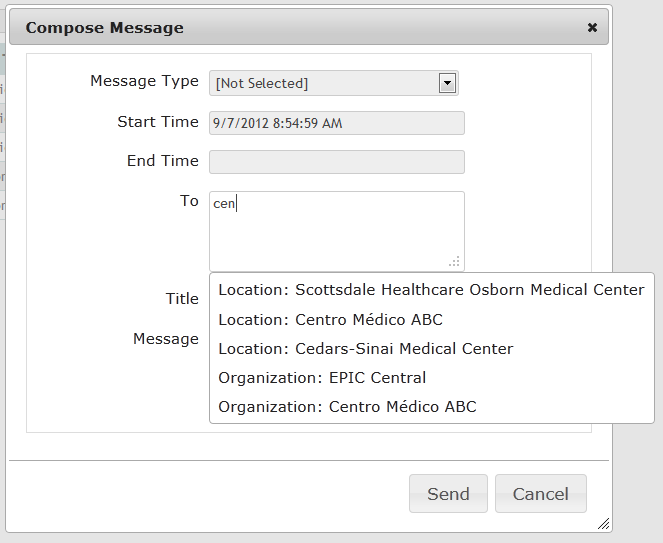 Compose Message
Message Type [Not Selected]
Start Time 9/7/2012 8:54:59 AM
End Time
To cen
Title
Message
Location: Scottsdale Healthcare Osborn Medical Center
Location: Centro Médico ABC
Location: Cedars-Sinai Medical Center
Organization: EPIC Central
Organization: Centro Médico ABC
Send Cancel